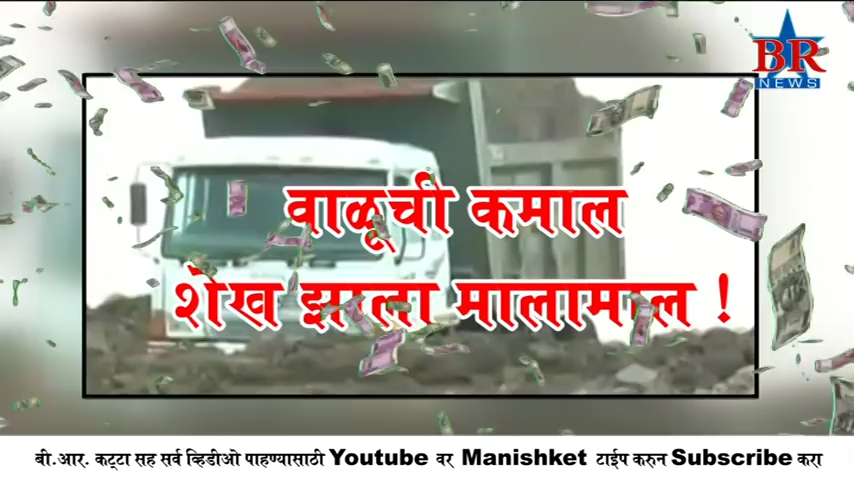 BR
NEWS
वाळूची कमाल
शेख झाला मालामाल !
बी.आर. कट्टा सह सर्व व्हिडीओ पाहण्यासाठी Youtube वर Manishket टाईप करुन Subscribe करा